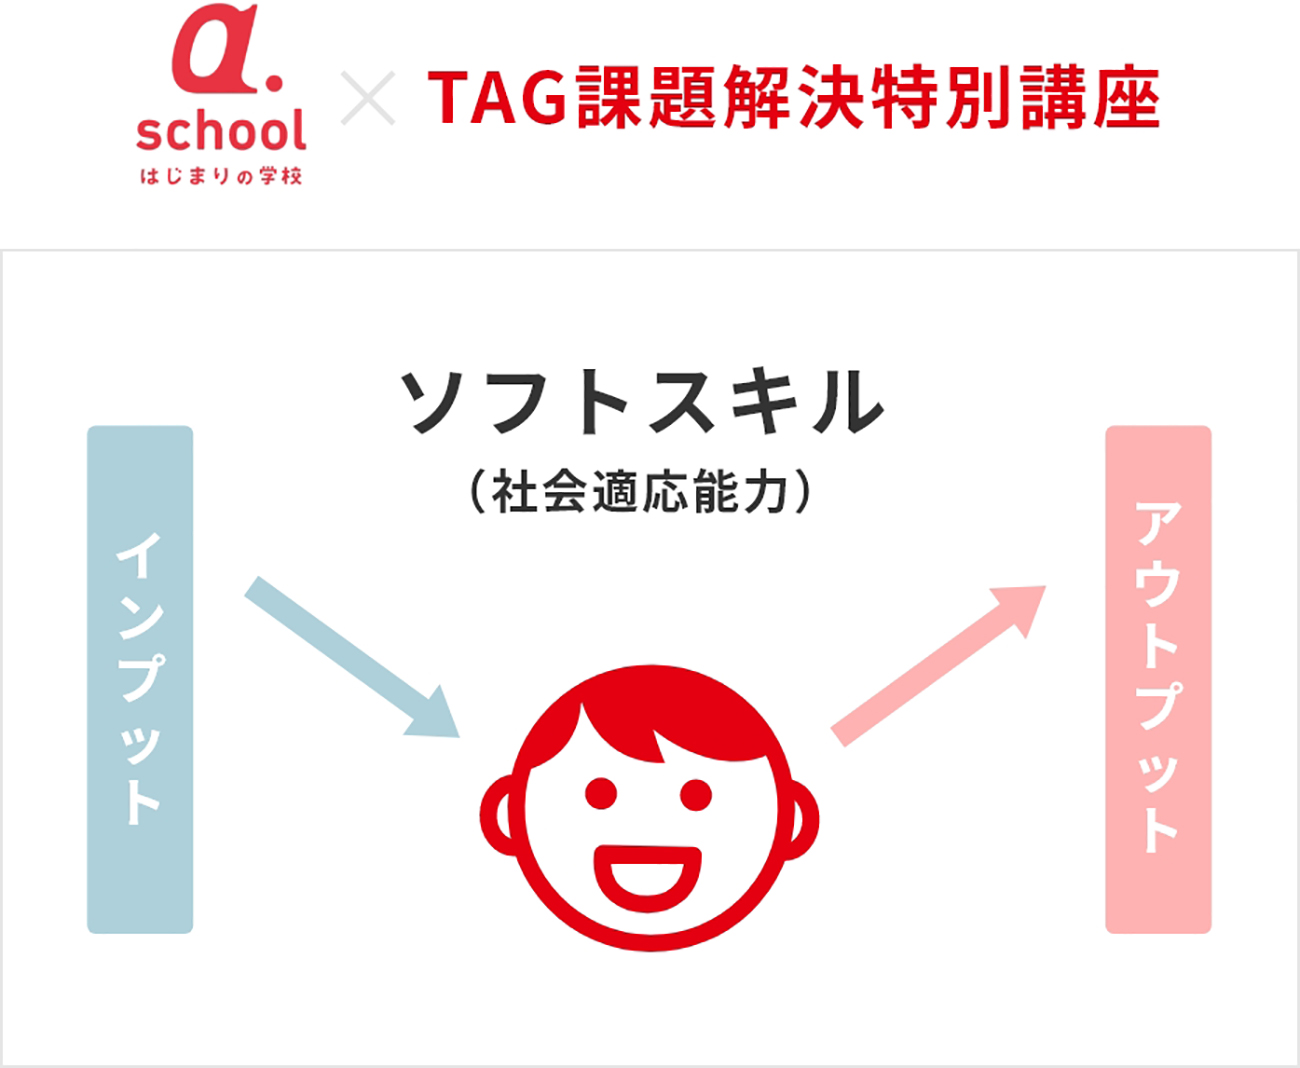 a.
school
はじまりの学校
× TAG課題解決特別講座
ソフトスキル
（社会適応能力）
インプット
アウトプット